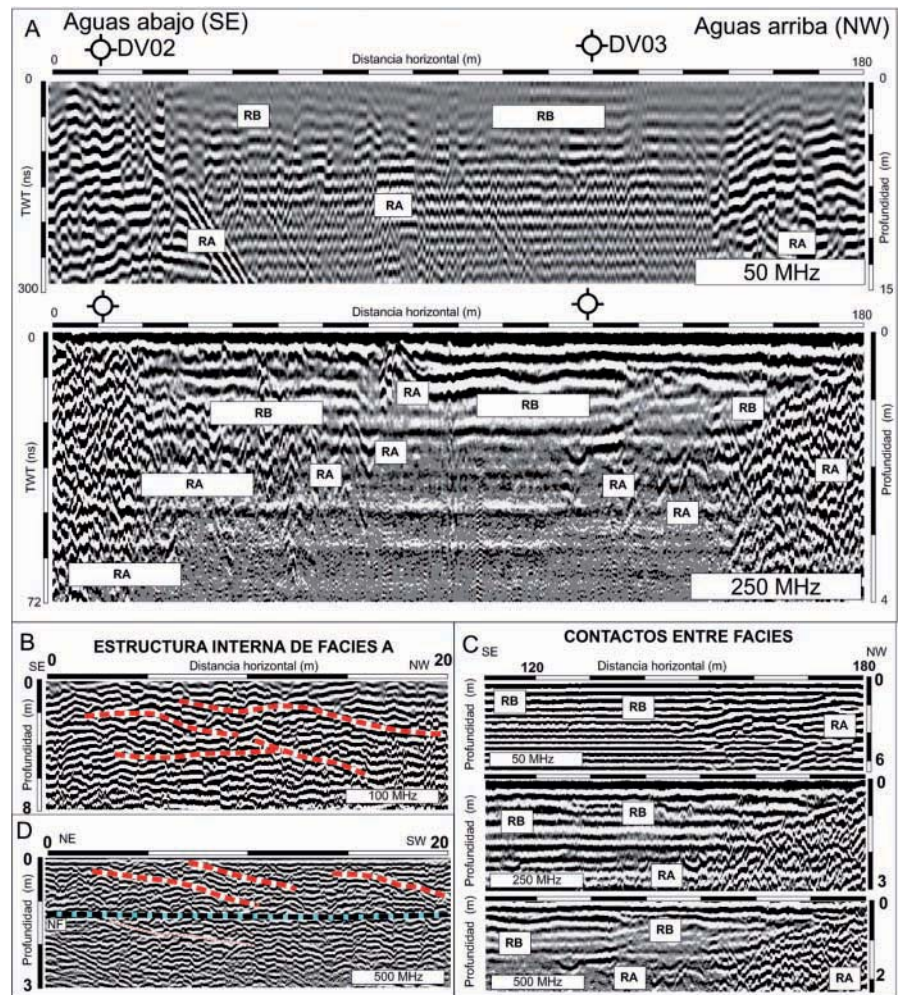 A Aguas abajo (SE) Aguas arriba (NW)
DV02 DV03
Distancia horizontal (m)
0 180
0 0
RB RB
TWT (ns) Profundidad (m)
RA
RA RA
50 MHz
300 15
Distancia horizontal (m)
0 180
0 0
RA
RB RB RB
TWT (ns) Profundidad (m)
RA
RA RA RA RA
RA
RA
250 MHz
72 4
B ESTRUCTURA INTERNA DE FACIES A
SE 0 Distancia horizontal (m) NW 20
0
Profundidad (m)
8
100 MHz
D NE SW
0 20
0
Profundidad (m)
NF
3
500 MHz
C CONTACTOS ENTRE FACIES
SE NW
120 Distancia horizontal (m) 180
0
RB RB
RA
Profundidad (m)
50 MHz
6
0
RB RB
Profundidad (m)
RA
250 MHz
3
0
RB RB
Profundidad (m)
RA RA
500 MHz
2